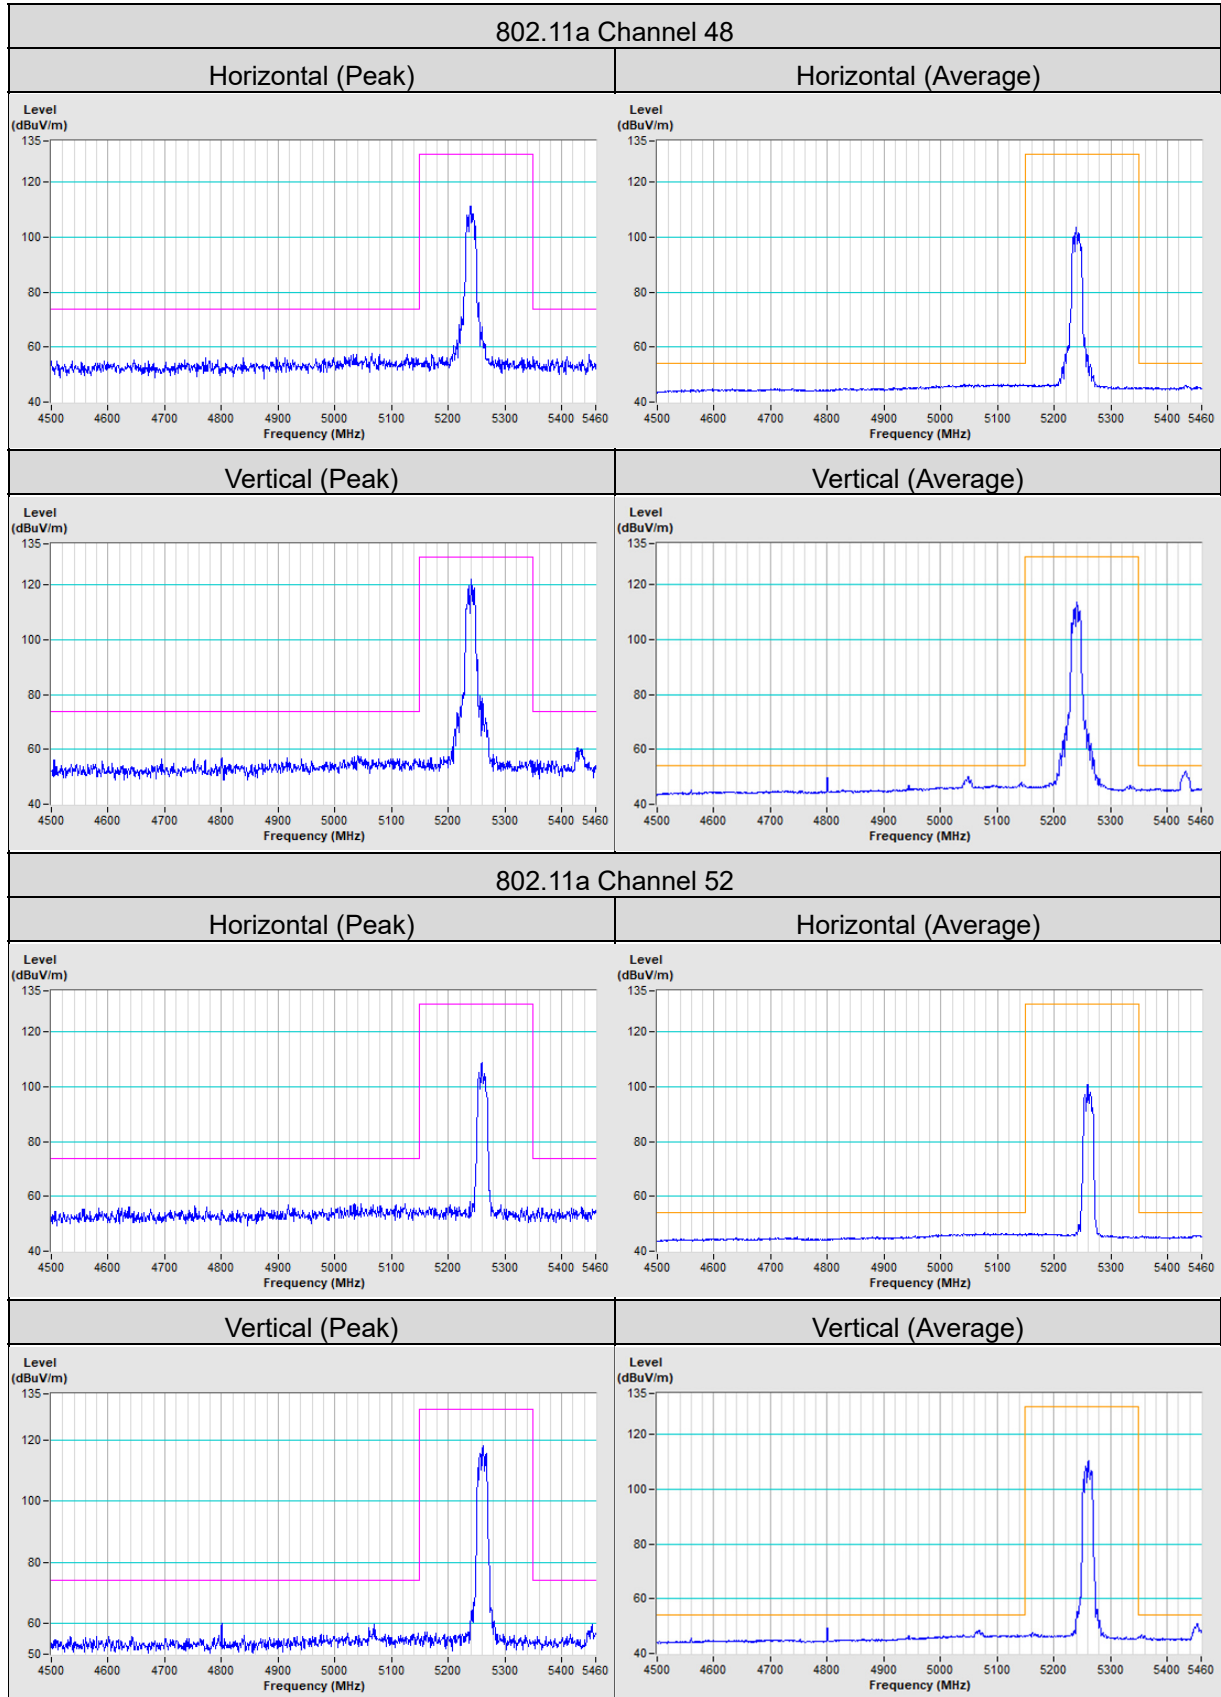 802.11a Channel 48
Horizontal (Peak) Horizontal (Average)
Level Level
(dBuV/m) (dBuV/m)
135 135
120 120
100 100
80 80
60 60
40 40
4500 4600 4700 4800 4900 5000 5100 5200 5300 5400 5460 4500 4600 4700 4800 4900 5000 5100 5200 5300 5400 5460
Frequency (MHz) Frequency (MHz)
Vertical (Peak) Vertical (Average)
Level Level
(dBuV/m) (dBuV/m)
135 135
120 120
100 100
80 80
60 60
40 40
4500 4600 4700 4800 4900 5000 5100 5200 5300 5400 5460 4500 4600 4700 4800 4900 5000 5100 5200 5300 5400 5460
Frequency (MHz) Frequency (MHz)
802.11a Channel 52
Horizontal (Peak) Horizontal (Average)
Level Level
(dBuV/m) (dBuV/m)
135 135
120 120
100 100
80 80
60 60
40 40
4500 4600 4700 4800 4900 5000 5100 5200 5300 5400 5460 4500 4600 4700 4800 4900 5000 5100 5200 5300 5400 5460
Frequency (MHz) Frequency (MHz)
Vertical (Peak) Vertical (Average)
Level Level
(dBuV/m) (dBuV/m)
135 135
120 120
100 100
80 80
60 60
50 40
4500 4600 4700 4800 4900 5000 5100 5200 5300 5400 5460 4500 4600 4700 4800 4900 5000 5100 5200 5300 5400 5460
Frequency (MHz) Frequency (MHz)